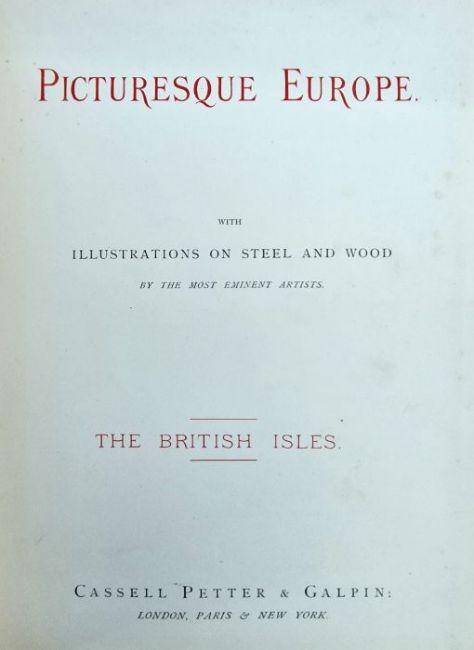 PICTURESQUE EUROPE.
WITH
ILLUSTRATIONS ON STEEL AND WOOD
BY THE MOST EMINENT ARTISTS.
THE BRITISH ISLES.
CASSELL PETTER & GALPIN:
LONDON, PARIS & NEW YORK.